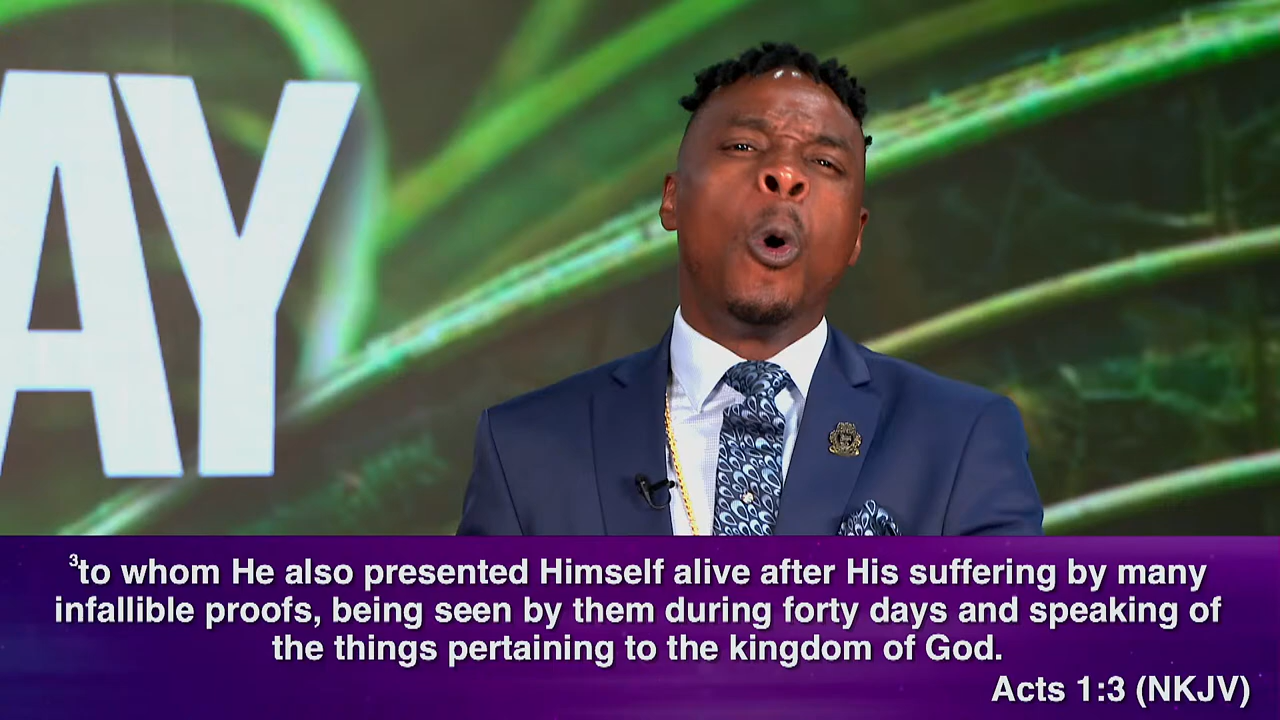 AY
³to whom He also presented Himself alive after His suffering by many
infallible proofs, being seen by them during forty days and speaking of
the things pertaining to the kingdom of God.
Acts 1:3 (NKJV)